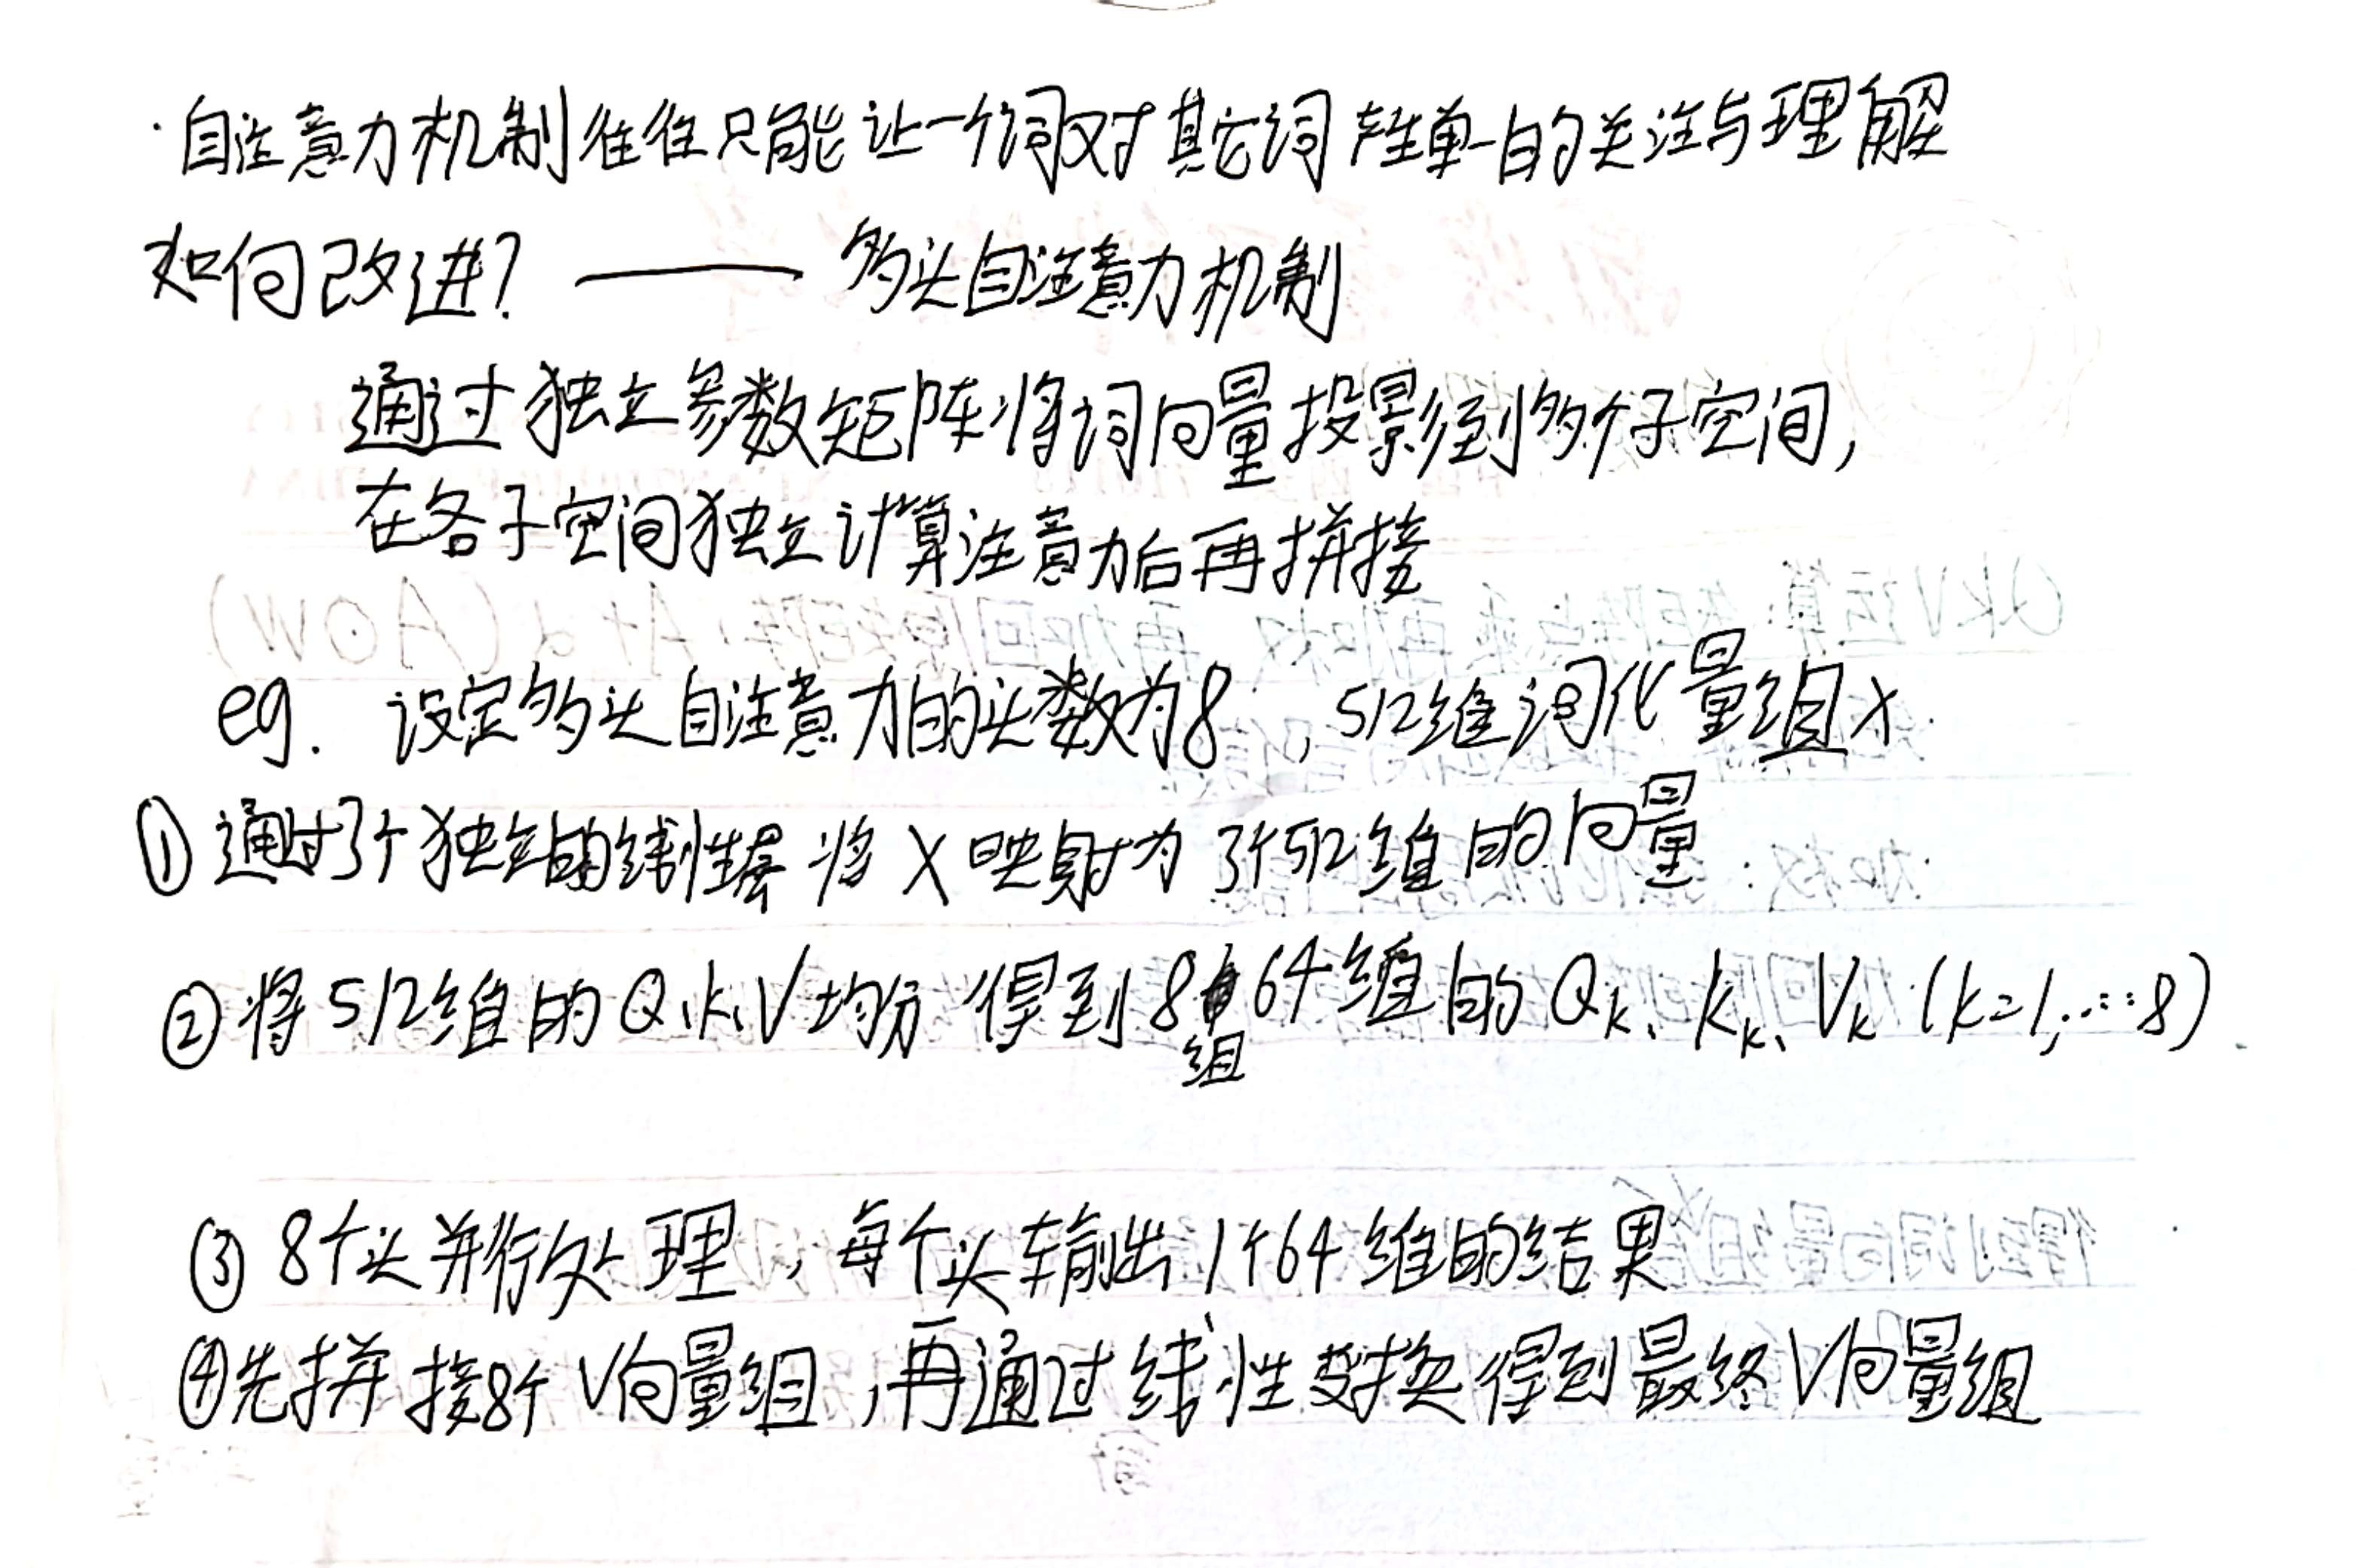 ·自注意力机制往往只能让一个词对其它词产生单一的关注与理解
如何改进? —— 多头自注意力机制
通过独立参数矩阵将词向量投影到多个子空间,
在各子空间独立计算注意力后再拼接
eg. 设定多头自注意力的头数为8 , 512维词化量组X
①通过3个独立的线性层 将X映射为3个512维的向量
②将512维的Q、K、V均分 得到8组64维的Qk、Kk、Vk (k=1,…8)
③ 8个头并行处理, 每个头输出1个64维的结果
④先拼接8个V向量组,再通过线性变换得到最终V向量组